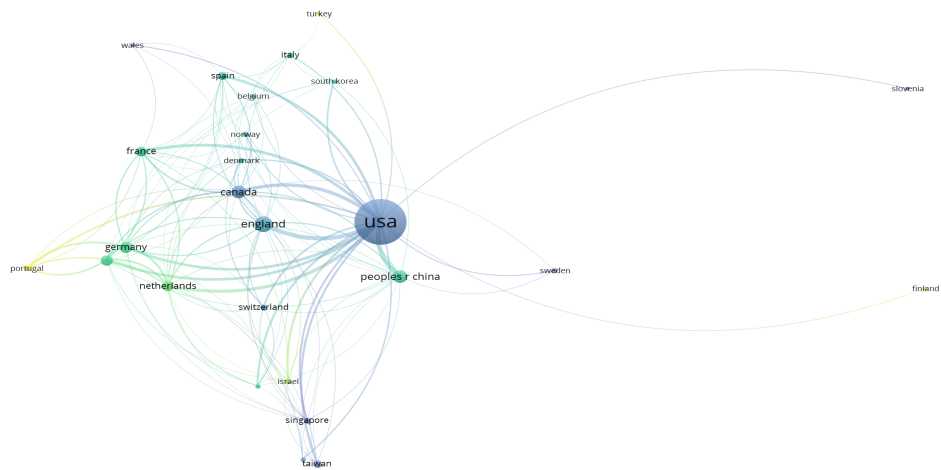 turkey
wales
italy
spain
south korea
slovenia
belgium
norway
france
denmark
canada
usa
england
germany
portugal
sweden
peoples r china
netherlands
finland
switzerland
israel
singapore
taiwan